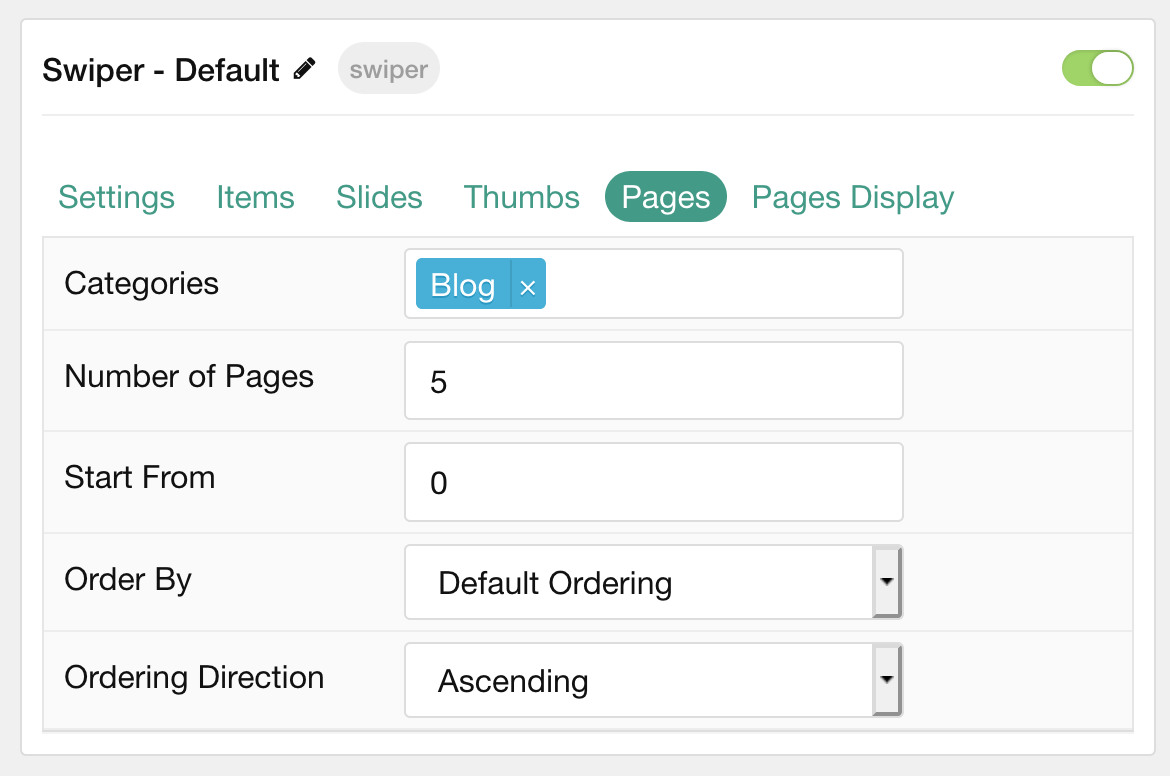 Swiper - Default swiper
Settings Items Slides Thumbs Pages Pages Display
Categories Blog ×
Number of Pages 5
Start From 0
Order By Default Ordering
Ordering Direction Ascending